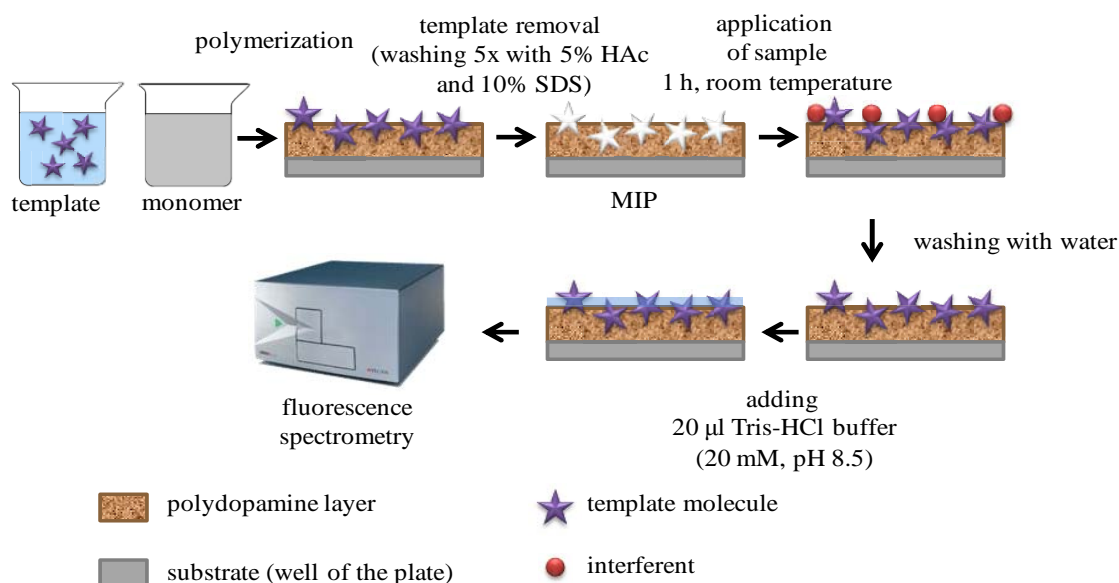 polymerization
template removal
(washing 5x with 5% HAc
and 10% SDS)
application
of sample
1 h, room temperature
template
monomer
MIP
washing with water
fluorescence
spectrometry
adding
20 µl Tris-HCl buffer
(20 mM, pH 8.5)
polydopamine layer
template molecule
substrate (well of the plate)
interferent